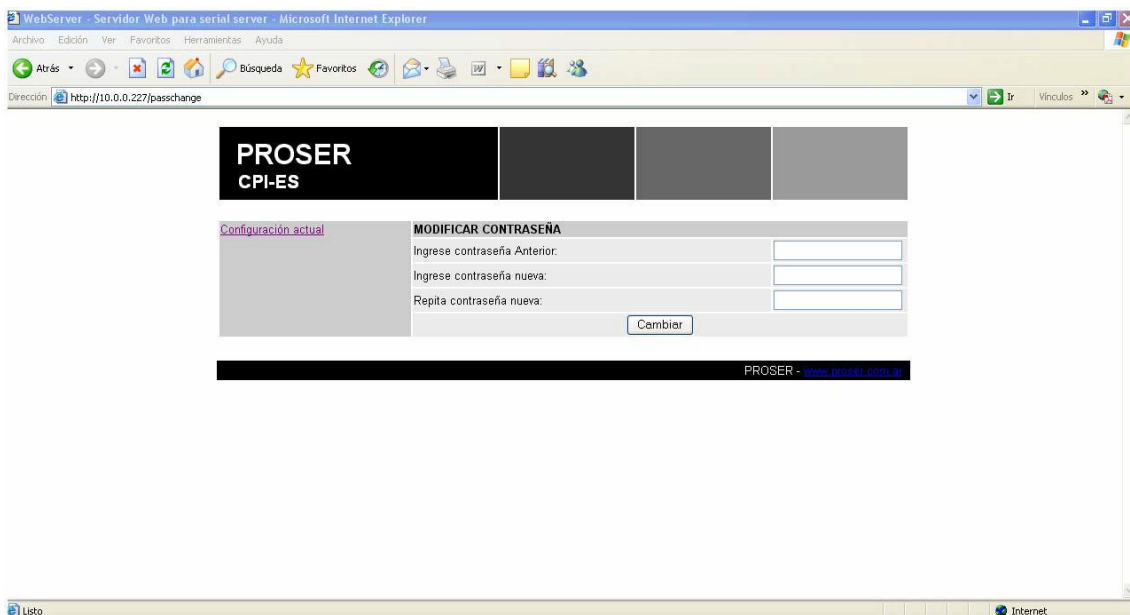 WebServer - Servidor Web para serial server - Microsoft Internet Explorer
Archivo Edición Ver Favoritos Herramientas Ayuda
Atrás Búsqueda Favoritos
Dirección http://10.0.0.227/passchange Ir Vínculos »
PROSER
CPI-ES
Configuración actual
MODIFICAR CONTRASEÑA
Ingrese contraseña Anterior:
Ingrese contraseña nueva:
Repita contraseña nueva:
Cambiar
PROSER - www.proser.com.ar
Listo Internet